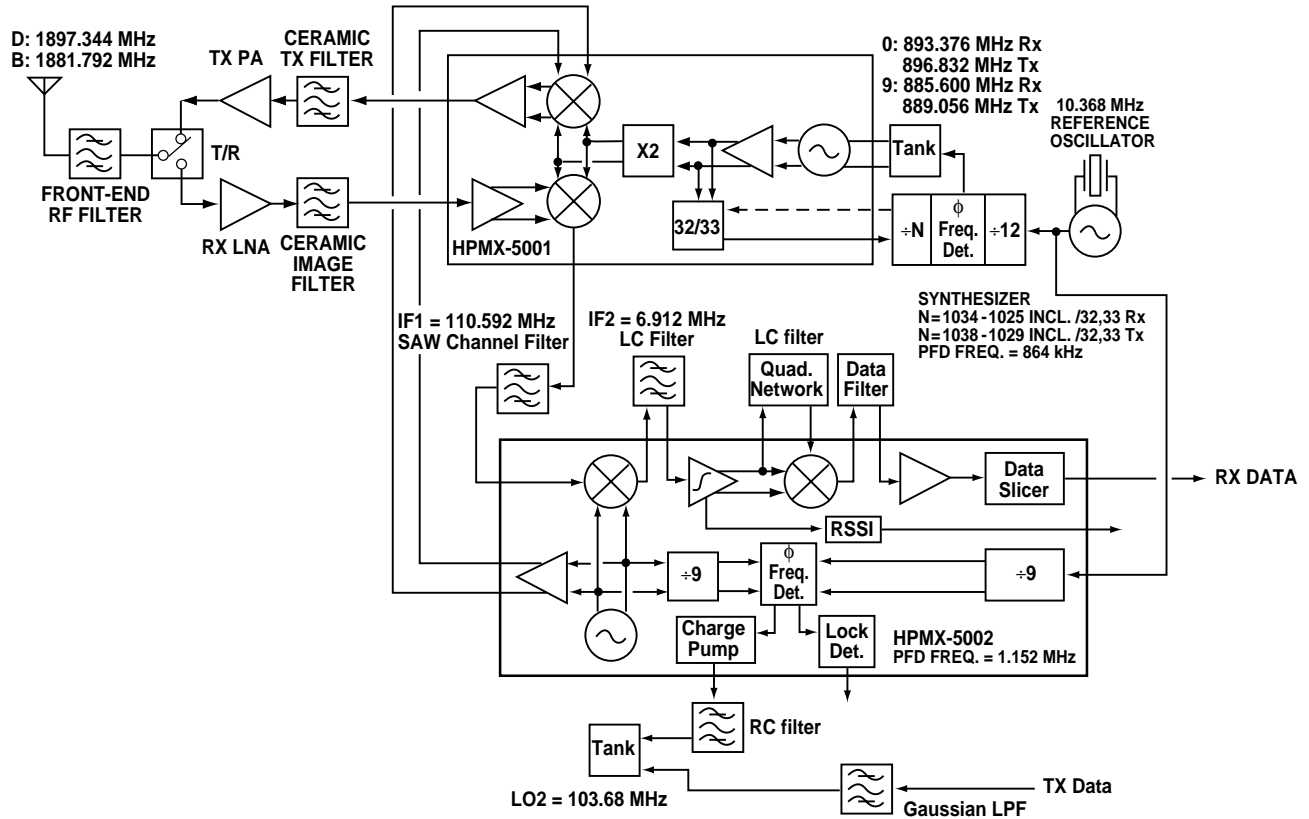 D: 1897.344 MHz
B: 1881.792 MHz
TX PA
CERAMIC
TX FILTER
0: 893.376 MHz Rx
896.832 MHz Tx
9: 885.600 MHz Rx
889.056 MHz Tx
10.368 MHz
REFERENCE
OSCILLATOR
T/R
X2
Tank
FRONT-END
RF FILTER
RX LNA
CERAMIC
IMAGE
FILTER
HPMX-5001
32/33
÷N
ϕ
Freq.
Det.
÷12
SYNTHESIZER
N=1034 -1025 INCL. /32,33 Rx
N=1038 -1029 INCL. /32,33 Tx
PFD FREQ. = 864 kHz
IF1 = 110.592 MHz
SAW Channel Filter
IF2 = 6.912 MHz
LC Filter
LC filter
Quad.
Network
Data
Filter
Data
Slicer
RX DATA
RSSI
÷9
ϕ
Freq.
Det.
÷9
Charge
Pump
Lock
Det.
HPMX-5002
PFD FREQ. = 1.152 MHz
RC filter
Tank
LO2 = 103.68 MHz
TX Data
Gaussian LPF